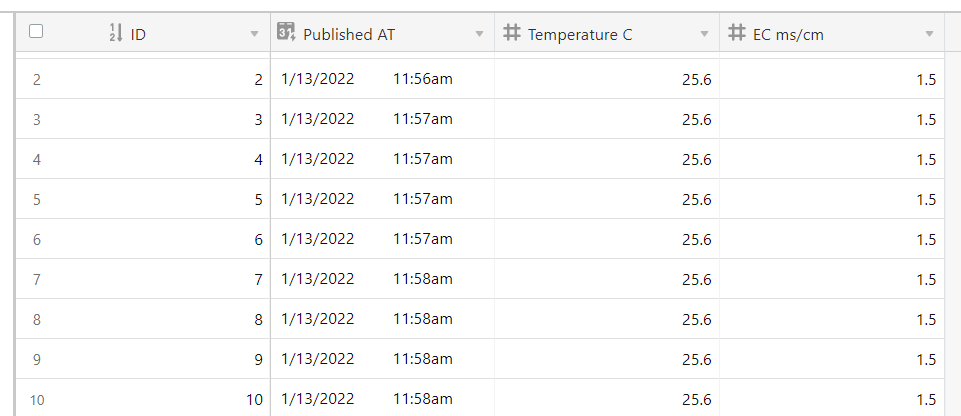 ID Published AT Temperature C EC ms/cm
2 2 1/13/2022 11:56am 25.6 1.5
3 3 1/13/2022 11:57am 25.6 1.5
4 4 1/13/2022 11:57am 25.6 1.5
5 5 1/13/2022 11:57am 25.6 1.5
6 6 1/13/2022 11:57am 25.6 1.5
7 7 1/13/2022 11:58am 25.6 1.5
8 8 1/13/2022 11:58am 25.6 1.5
9 9 1/13/2022 11:58am 25.6 1.5
10 10 1/13/2022 11:58am 25.6 1.5